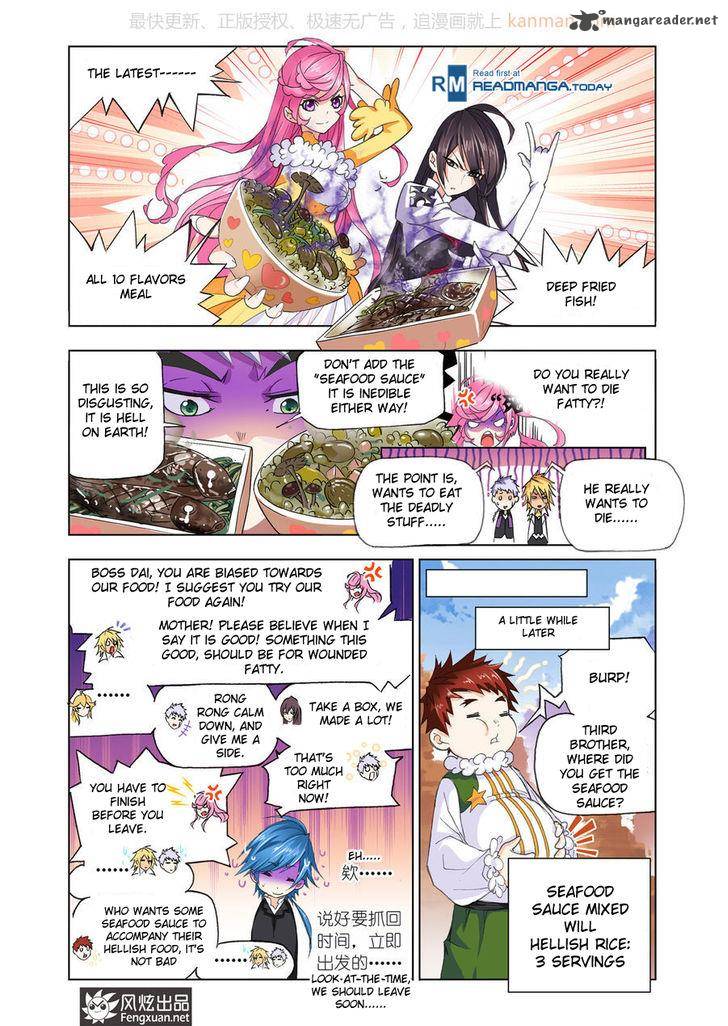 最快更新、正版授权、极速无广告，追漫画就上 kanman
mangareader.net
THE LATEST------
Read first at
RM READMANGA.TODAY
ALL 10 FLAVORS
MEAL
DEEP FRIED
FISH!
THIS IS SO
DISGUSTING,
IT IS HELL
ON EARTH!
DON'T ADD THE
"SEAFOOD SAUCE"
IT IS INEDIBLE
EITHER WAY!
DO YOU REALLY
WANT TO DIE
FATTY?!
THE POINT IS,
WANTS TO EAT
THE DEADLY
STUFF.....
HE REALLY
WANTS TO
DIE......
BOSS DAI, YOU ARE BIASED TOWARDS
OUR FOOD! I SUGGEST YOU TRY OUR
FOOD AGAIN!
MOTHER! PLEASE BELIEVE WHEN I
SAY IT IS GOOD! SOMETHING THIS
GOOD, SHOULD BE FOR WOUNDED
FATTY.
......
RONG
RONG CALM
DOWN, AND
GIVE ME A
SIDE.
TAKE A BOX, WE
MADE A LOT!
THAT'S
TOO MUCH
RIGHT
NOW!
YOU HAVE TO
FINISH
BEFORE YOU
LEAVE.
......
WHO WANTS SOME
SEAFOOD SAUCE TO
ACCOMPANY THEIR
HELLISH FOOD, IT'S
NOT BAD
......
EH.....
欸......
说好要抓回
时间，立即
出发的......
LOOK-AT-THE-TIME,
WE SHOULD LEAVE
SOON......
A LITTLE WHILE
LATER
BURP!
THIRD
BROTHER,
WHERE DID
YOU GET THE
SEAFOOD
SAUCE?
SEAFOOD
SAUCE MIXED
WILL
HELLISH RICE:
3 SERVINGS
风炫出品
Fengxuan.net